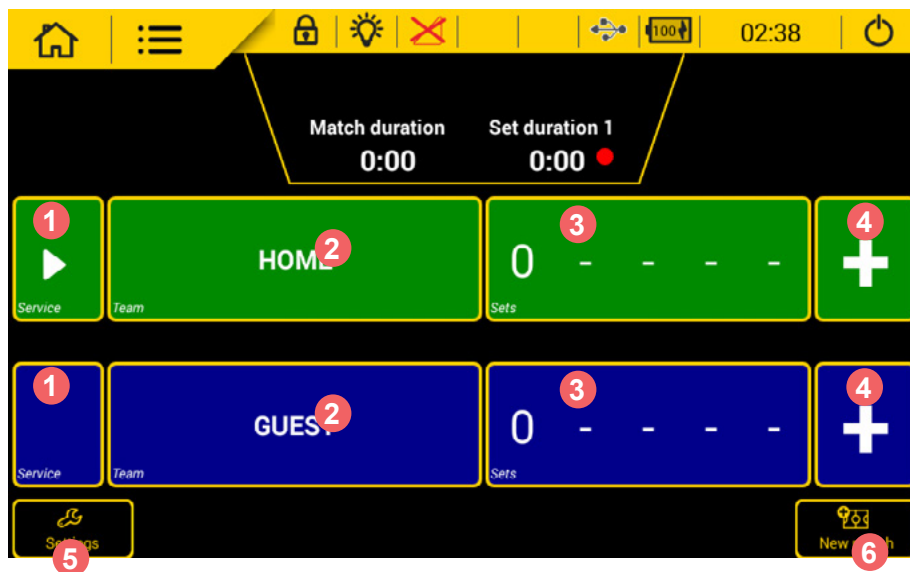 100
02:38
Match duration Set duration 1
0:00 0:00
1 2 3 4
HOME 0 - - - -
Service Team Sets
1 2 3 4
GUEST 0 - - - -
Service Team Sets
Settings New
5 6